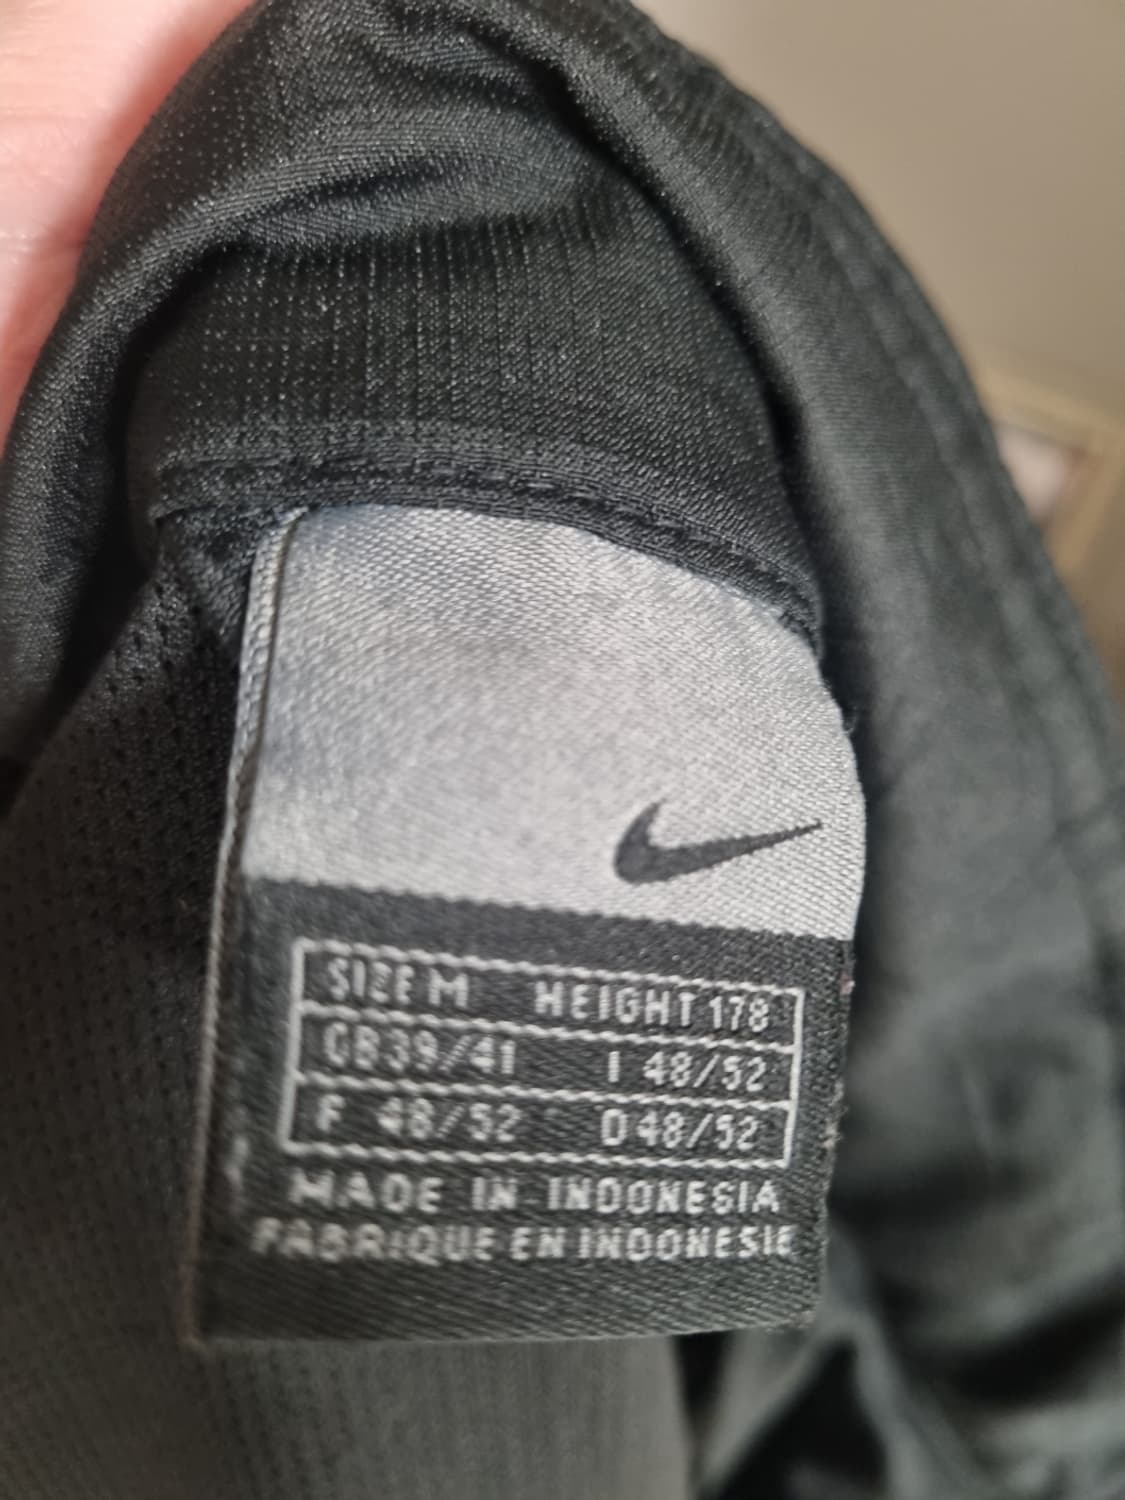 SIZE M HEIGHT 178
GB 39/41 I 48/52
F 48/52 D 48/52
MADE IN INDONESIA
FABRIQUE EN INDONESIE